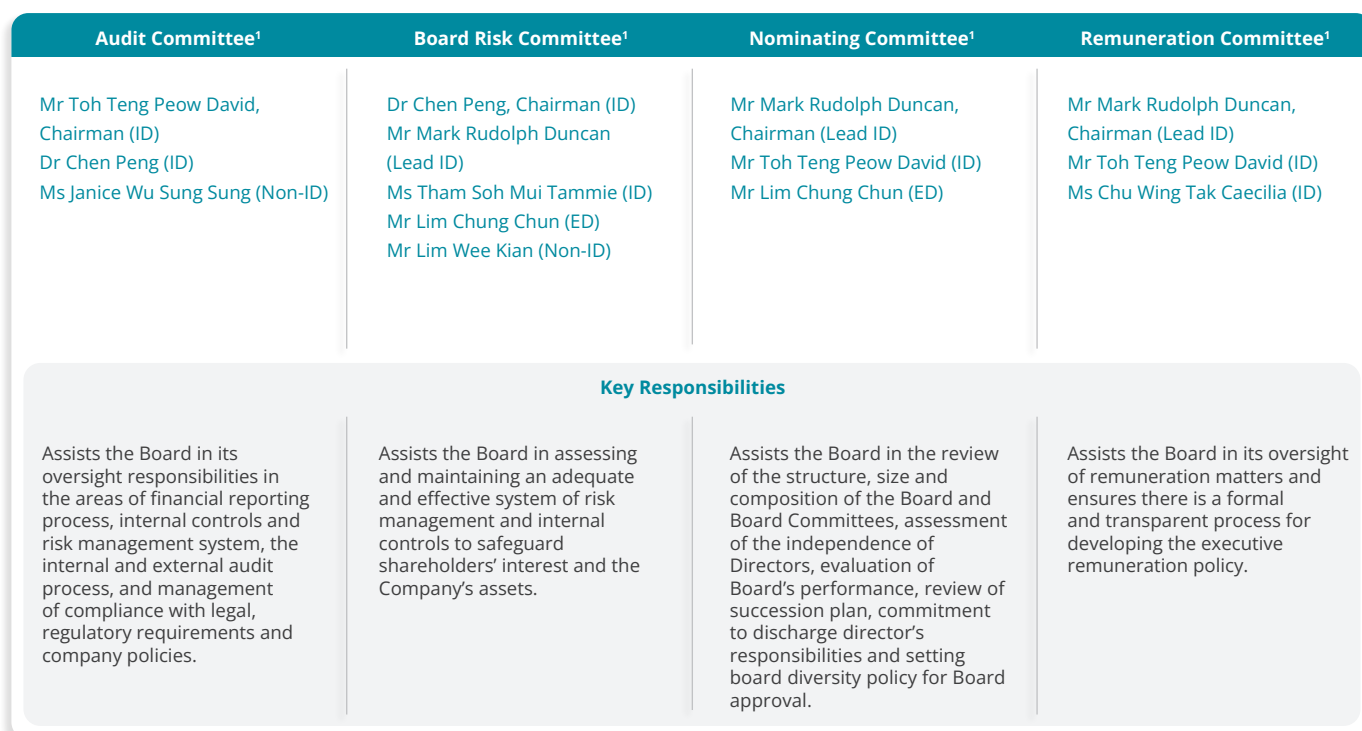 Audit Committee¹
Mr Toh Teng Peow David,
Chairman (ID)
Dr Chen Peng (ID)
Ms Janice Wu Sung Sung (Non-ID)
Board Risk Committee¹
Dr Chen Peng, Chairman (ID)
Mr Mark Rudolph Duncan
(Lead ID)
Ms Tham Soh Mui Tammie (ID)
Mr Lim Chung Chun (ED)
Mr Lim Wee Kian (Non-ID)
Nominating Committee¹
Mr Mark Rudolph Duncan,
Chairman (Lead ID)
Mr Toh Teng Peow David (ID)
Mr Lim Chung Chun (ED)
Remuneration Committee¹
Mr Mark Rudolph Duncan,
Chairman (Lead ID)
Mr Toh Teng Peow David (ID)
Ms Chu Wing Tak Caecilia (ID)
Key Responsibilities
Assists the Board in its
oversight responsibilities in
the areas of financial reporting
process, internal controls and
risk management system, the
internal and external audit
process, and management
of compliance with legal,
regulatory requirements and
company policies.
Assists the Board in assessing
and maintaining an adequate
and effective system of risk
management and internal
controls to safeguard
shareholders’ interest and the
Company’s assets.
Assists the Board in the review
of the structure, size and
composition of the Board and
Board Committees, assessment
of the independence of
Directors, evaluation of
Board’s performance, review of
succession plan, commitment
to discharge director’s
responsibilities and setting
board diversity policy for Board
approval.
Assists the Board in its oversight
of remuneration matters and
ensures there is a formal
and transparent process for
developing the executive
remuneration policy.